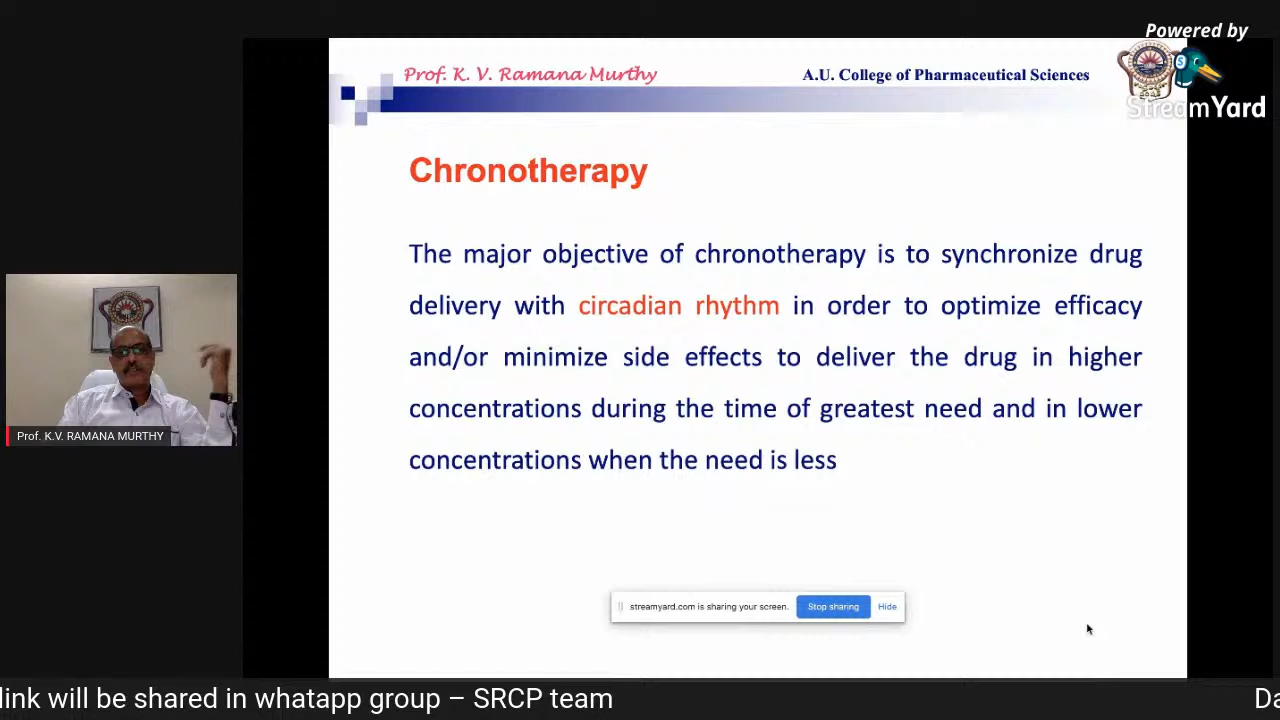 Powered by
StreamYard
Prof. K. V. Ramana Murthy
A.U. College of Pharmaceutical Sciences
Chronotherapy
The major objective of chronotherapy is to synchronize drug
delivery with circadian rhythm in order to optimize efficacy
and/or minimize side effects to deliver the drug in higher
concentrations during the time of greatest need and in lower
concentrations when the need is less
Prof. K.V. RAMANA MURTHY
streamyard.com is sharing your screen. Stop sharing Hide
link will be shared in whatapp group – SRCP team Da